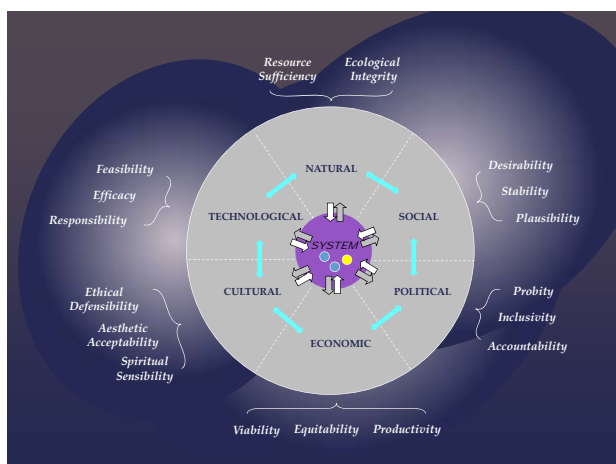 Resource
Sufficiency
Ecological
Integrity
NATURAL
Feasibility
Efficacy
Responsibility
Desirability
Stability
Plausibility
TECHNOLOGICAL
SOCIAL
SYSTEM
CULTURAL
POLITICAL
Ethical
Defensibility
Aesthetic
Acceptability
Spiritual
Sensibility
Probity
Inclusivity
Accountability
ECONOMIC
Viability Equitability Productivity